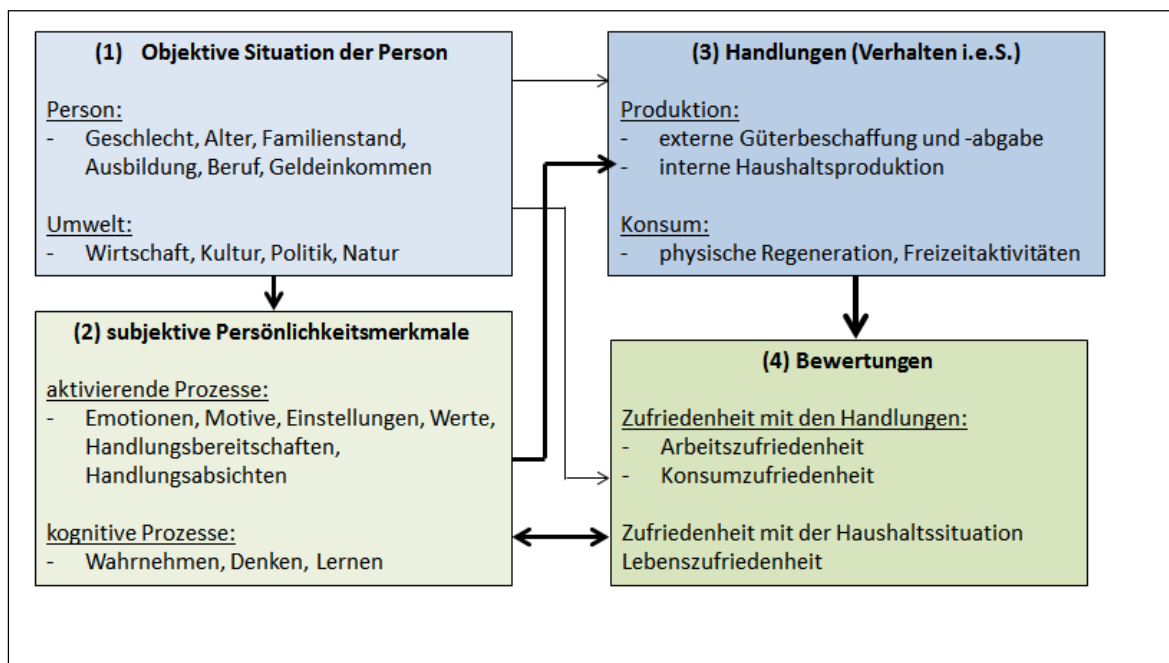 (1) Objektive Situation der Person
Person:
- Geschlecht, Alter, Familienstand,
Ausbildung, Beruf, Geldeinkommen
Umwelt:
- Wirtschaft, Kultur, Politik, Natur
(2) subjektive Persönlichkeitsmerkmale
aktivierende Prozesse:
- Emotionen, Motive, Einstellungen, Werte,
Handlungsbereitschaften,
Handlungsabsichten
kognitive Prozesse:
- Wahrnehmen, Denken, Lernen
(3) Handlungen (Verhalten i.e.S.)
Produktion:
- externe Güterbeschaffung und -abgabe
- interne Haushaltsproduktion
Konsum:
- physische Regeneration, Freizeitaktivitäten
(4) Bewertungen
Zufriedenheit mit den Handlungen:
- Arbeitszufriedenheit
- Konsumzufriedenheit
Zufriedenheit mit der Haushaltssituation
Lebenszufriedenheit